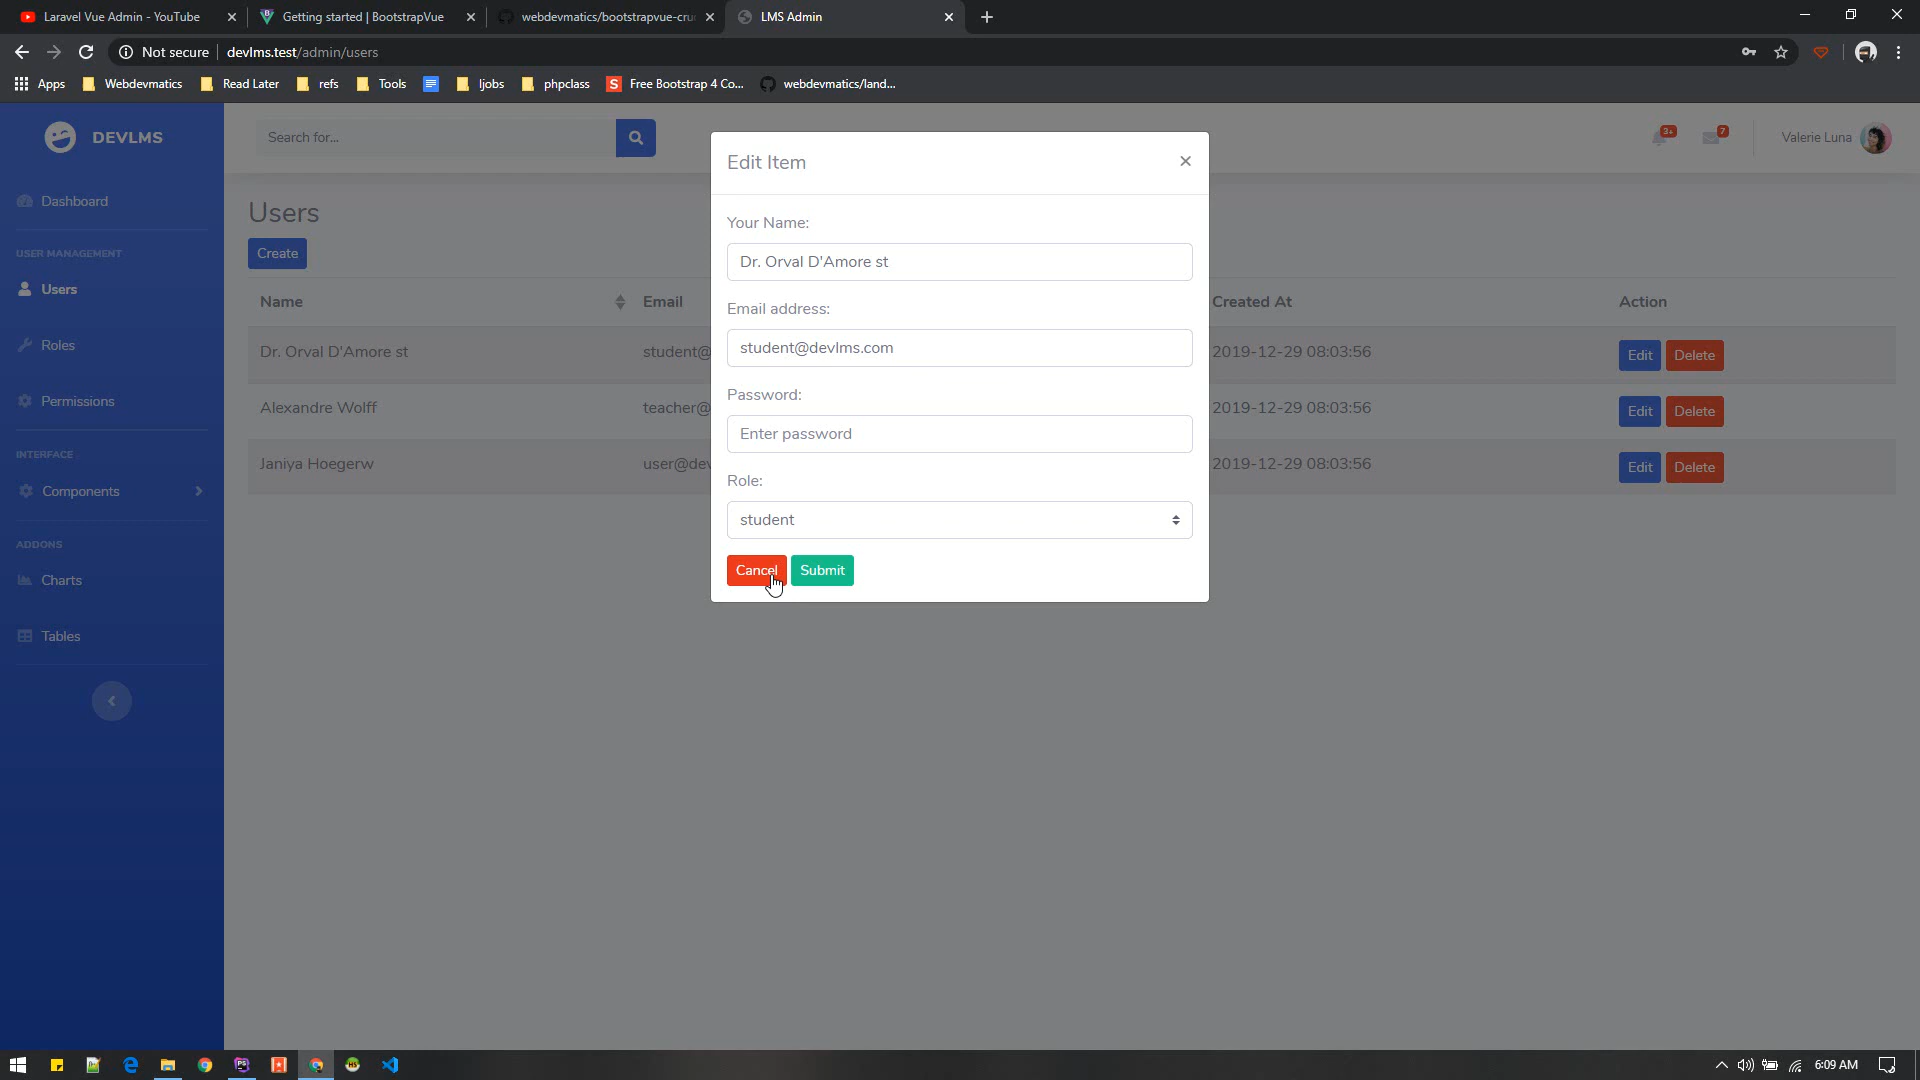 Laravel Vue Admin - YouTube
Getting started | BootstrapVue
webdevmatics/bootstrapvue-cru
LMS Admin
Not secure
devlms.test/admin/users
Apps
Webdevmatics
Read Later
refs
Tools
ljobs
phpclass
S
Free Bootstrap 4 Co...
webdevmatics/land...
DEVLMS
Search for...
Edit Item
3+
7
Valerie Luna
Dashboard
Users
Create
USER MANAGEMENT
Users
Roles
Permissions
INTERFACE
Components
ADDONS
Charts
Tables
Name
Email
Created At
Action
Dr. Orval D'Amore st
student@
2019-12-29 08:03:56
Edit
Delete
Alexandre Wolff
teacher@
2019-12-29 08:03:56
Edit
Delete
Janiya Hoegerw
user@dev
2019-12-29 08:03:56
Edit
Delete
Your Name:
Dr. Orval D'Amore st
Email address:
student@devlms.com
Password:
Enter password
Role:
student
Cancel
Submit
6:09 AM